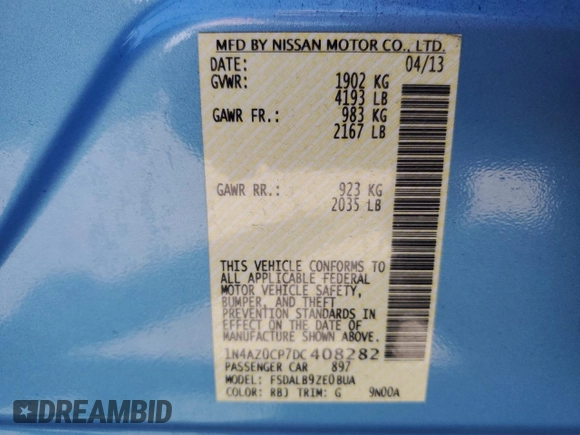 MFD BY NISSAN MOTOR CO., LTD.
DATE: 04/13
GVWR: 1902 KG
4193 LB
GAWR FR.: 983 KG
2167 LB
GAWR RR.: 923 KG
2035 LB
THIS VEHICLE CONFORMS TO
ALL APPLICABLE FEDERAL
MOTOR VEHICLE SAFETY,
BUMPER, AND THEFT
PREVENTION STANDARDS IN
EFFECT ON THE DATE OF
MANUFACTURE SHOWN ABOVE.
1N4AZ0CP7DC408282
PASSENGER CAR 897
MODEL: FSDALB9ZE0BUA
COLOR: RBJ TRIM: G 9N00A
DREAMBID